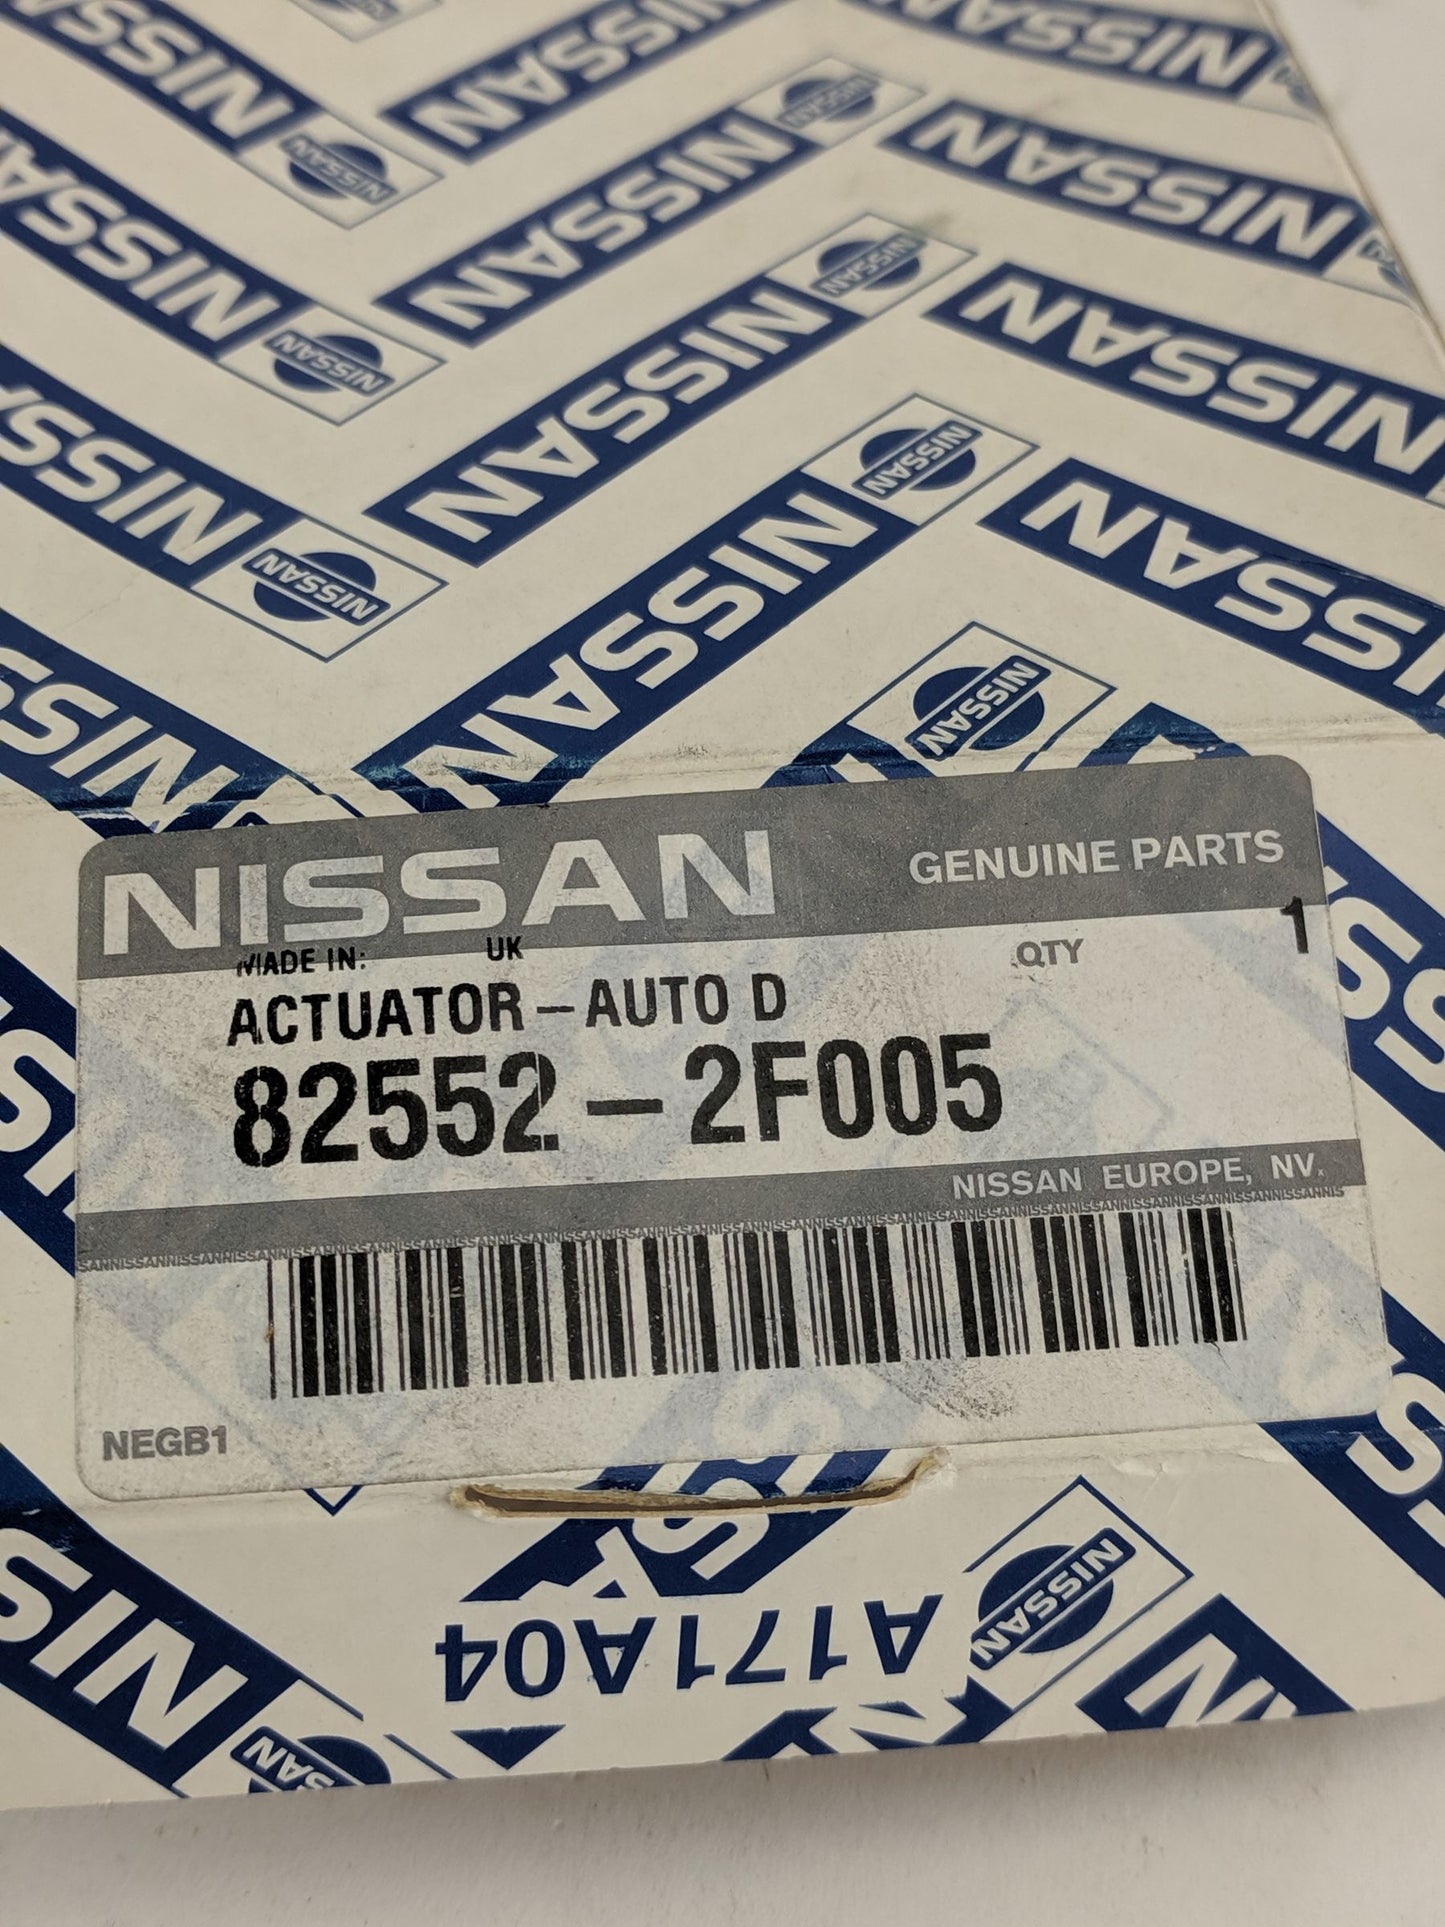 NISSAN GENUINE PARTS
MADE IN: UK QTY 1
ACTUATOR-AUTO D
82552-2F005
NISSAN EUROPE, NV.
NEGB1
A171A04